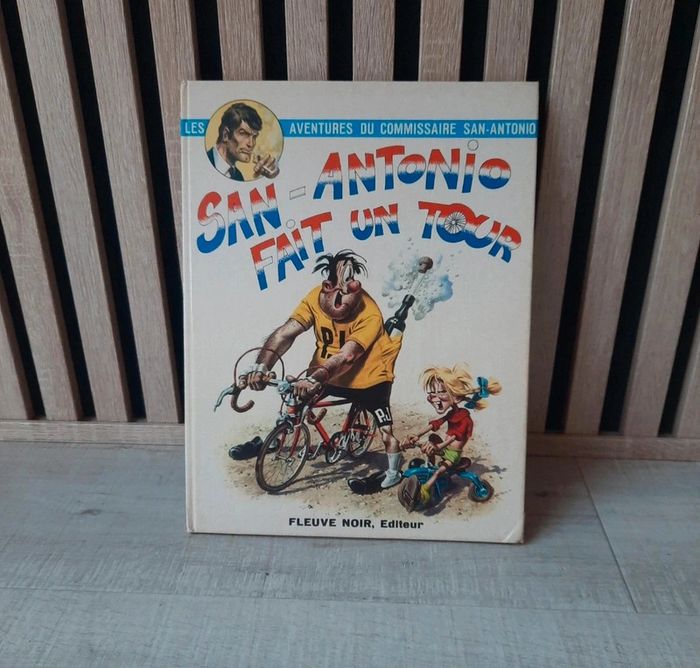 LES AVENTURES DU COMMISSAIRE SAN-ANTONIO
SAN-ANTONIO
FAIT UN TOUR
P.J
P.J
FLEUVE NOIR, Editeur